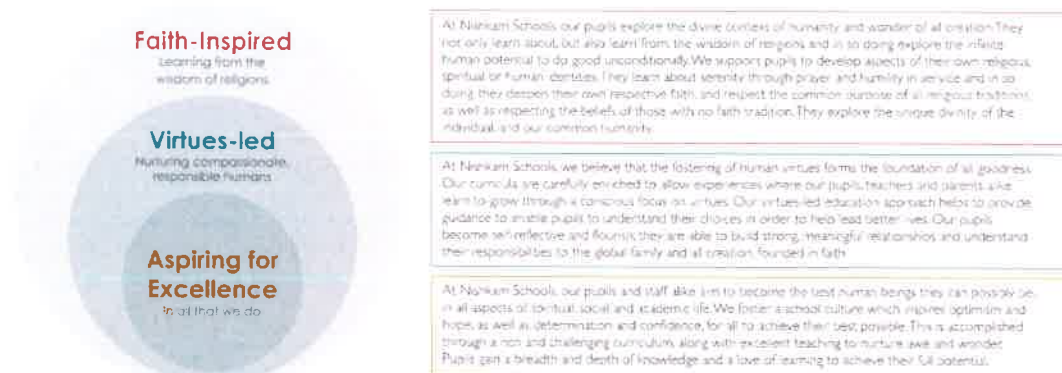 Faith-Inspired
Learning from the
wisdom of religions
Virtues-led
Nurturing compassionate,
responsible humans
Aspiring for
Excellence
In all that we do
At Nishkam Schools, our pupils explore the divine context of humanity and wonder of all creation. They
not only learn about, but also learn from, the wisdom of religions and in so doing explore the infinite
human potential to do good unconditionally. We support pupils to develop aspects of their own religious,
spiritual or human identities. They learn about serenity through prayer and humility in service and in so
doing they deepen their own respective faith, and respect the common purpose of all religious traditions,
as well as respecting the beliefs of those with no faith tradition. They explore the unique divinity of the
individual, and our common humanity.
At Nishkam Schools, we believe that the fostering of human virtues forms the foundation of all goodness.
Our curricula are carefully enriched to allow experiences where our pupils, teachers and parents alike
learn to grow through a conscious focus on virtues. Our virtues-led education approach helps to provide
guidance to enable pupils to understand their choices in order to help lead better lives. Our pupils
become self-reflective and flourish; they are able to build strong, meaningful relationships and understand
their responsibilities to the global family and all creation, founded in faith.
At Nishkam Schools, our pupils and staff alike aim to become the best human beings they can possibly be,
in all aspects of spiritual, social and academic life. We foster a school culture which inspires optimism and
hope, as well as determination and confidence, for all to achieve their best possible. This is accomplished
through a rich and challenging curriculum, along with excellent teaching to nurture awe and wonder.
Pupils gain a breadth and depth of knowledge and a love of learning to achieve their full potential.